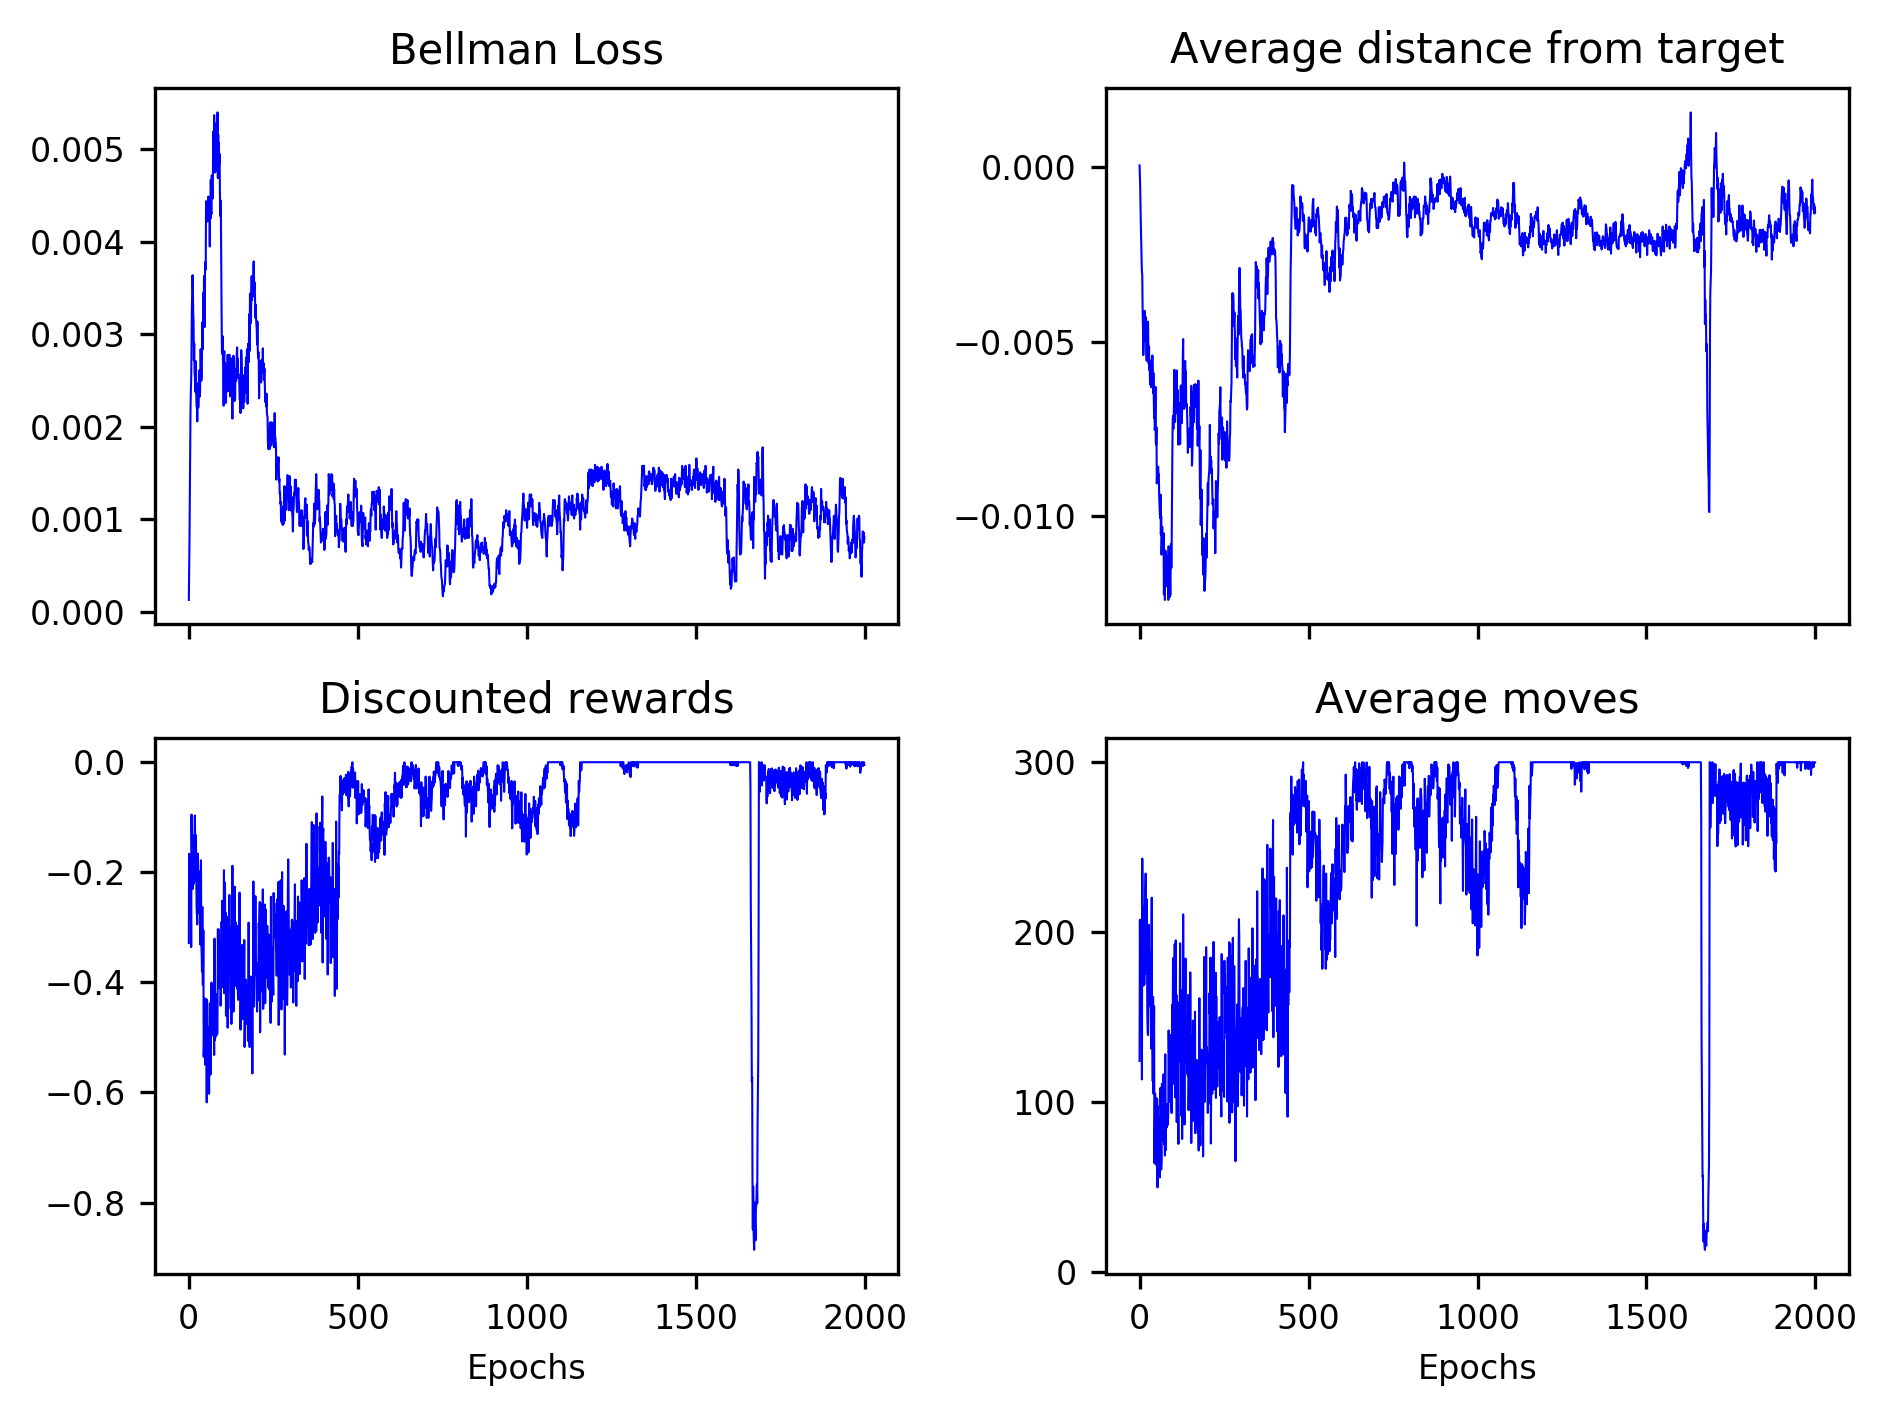 Bellman Loss
0.005
0.004
0.003
0.002
0.001
0.000
Average distance from target
0.000
−0.005
−0.010
Discounted rewards
0.0
−0.2
−0.4
−0.6
−0.8
0 500 1000 1500 2000
Epochs
Average moves
300
200
100
0
0 500 1000 1500 2000
Epochs